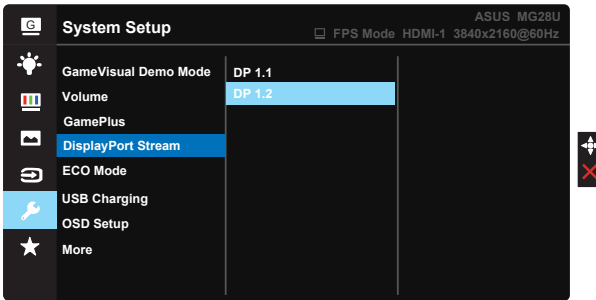 G
System Setup
ASUS MG28U
FPS Mode HDMI-1 3840x2160@60Hz
GameVisual Demo Mode
DP 1.1
Volume
DP 1.2
GamePlus
DisplayPort Stream
ECO Mode
USB Charging
OSD Setup
More